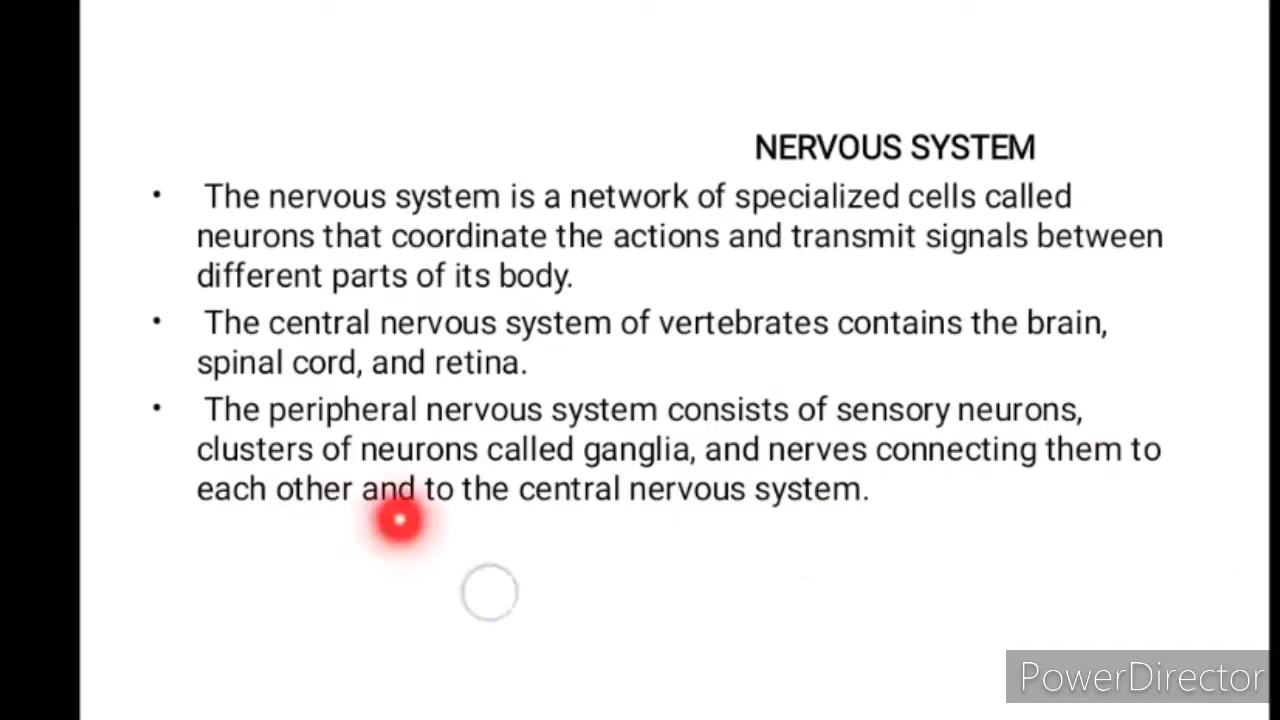 NERVOUS SYSTEM
• The nervous system is a network of specialized cells called
neurons that coordinate the actions and transmit signals between
different parts of its body.
• The central nervous system of vertebrates contains the brain,
spinal cord, and retina.
• The peripheral nervous system consists of sensory neurons,
clusters of neurons called ganglia, and nerves connecting them to
each other and to the central nervous system.
PowerDirector